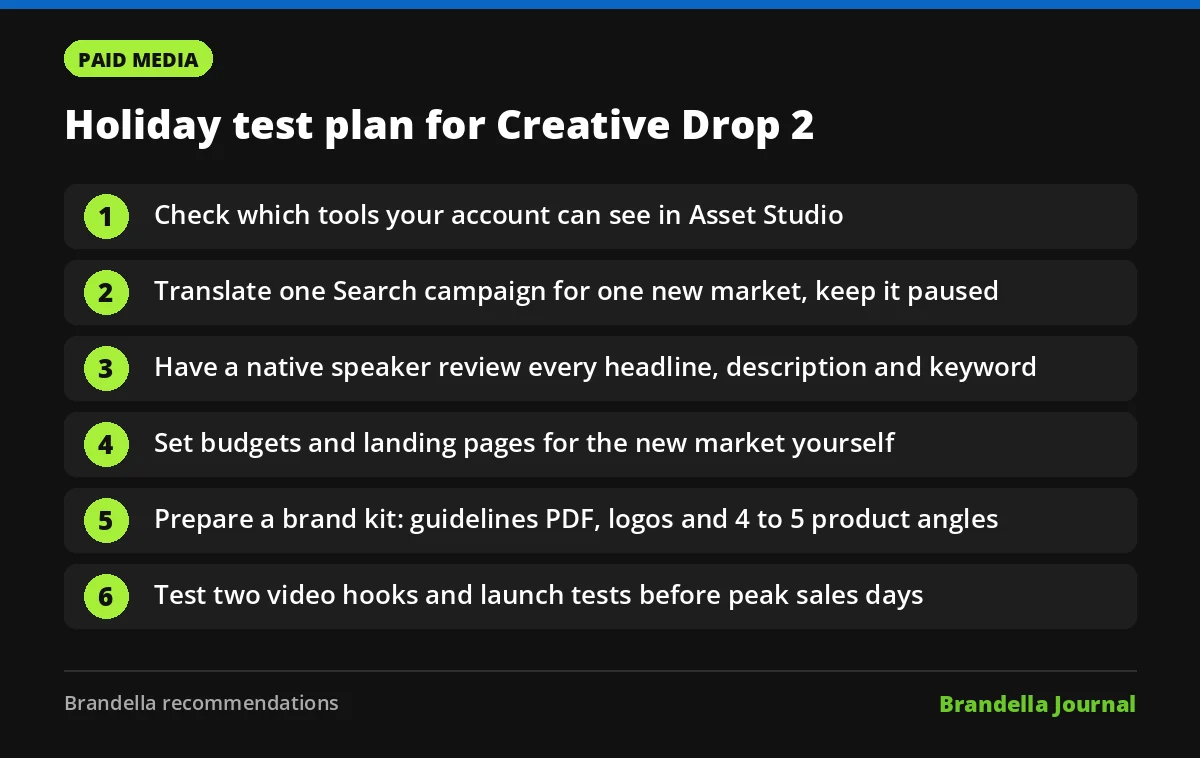 PAID MEDIA
Holiday test plan for Creative Drop 2
1 Check which tools your account can see in Asset Studio
2 Translate one Search campaign for one new market, keep it paused
3 Have a native speaker review every headline, description and keyword
4 Set budgets and landing pages for the new market yourself
5 Prepare a brand kit: guidelines PDF, logos and 4 to 5 product angles
6 Test two video hooks and launch tests before peak sales days
Brandella recommendations
Brandella Journal